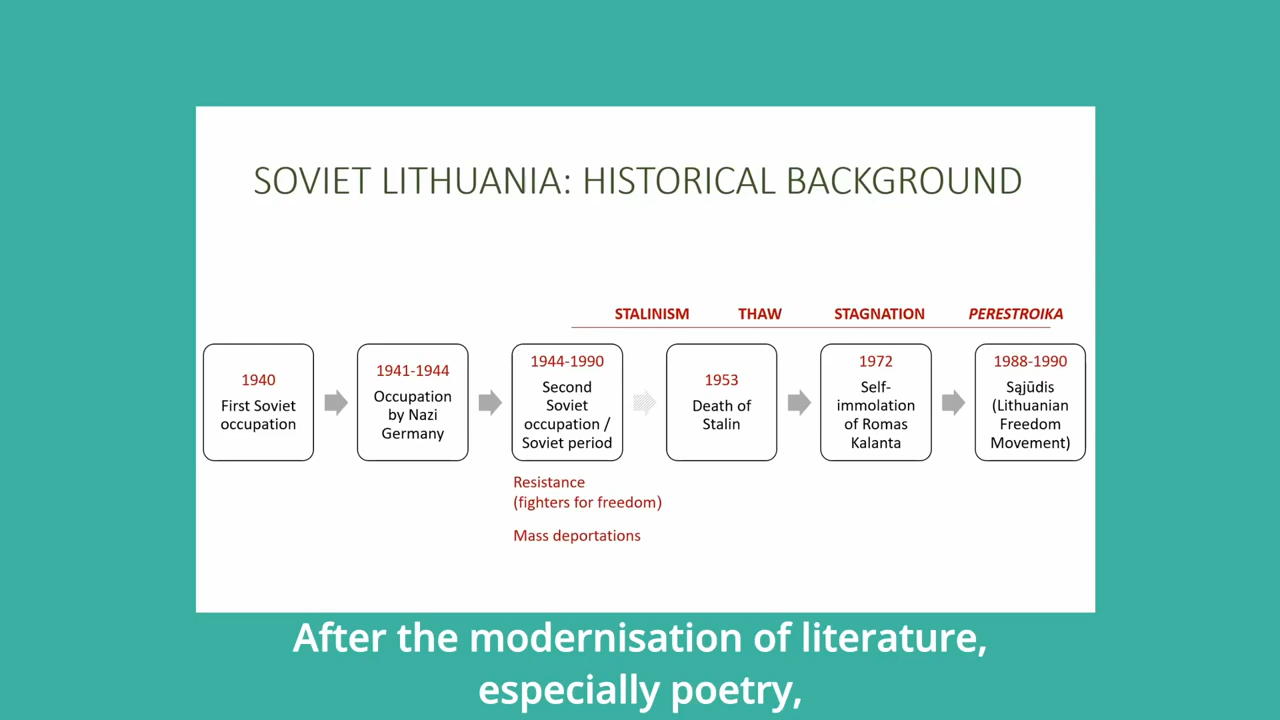 SOVIET LITHUANIA: HISTORICAL BACKGROUND
STALINISM THAW STAGNATION PERESTROIKA
1940
First Soviet
occupation
1941-1944
Occupation
by Nazi
Germany
1944-1990
Second
Soviet
occupation /
Soviet period
Resistance
(fighters for freedom)
Mass deportations
1953
Death of
Stalin
1972
Self-
immolation
of Romas
Kalanta
1988-1990
Sąjūdis
(Lithuanian
Freedom
Movement)
After the modernisation of literature,
especially poetry,